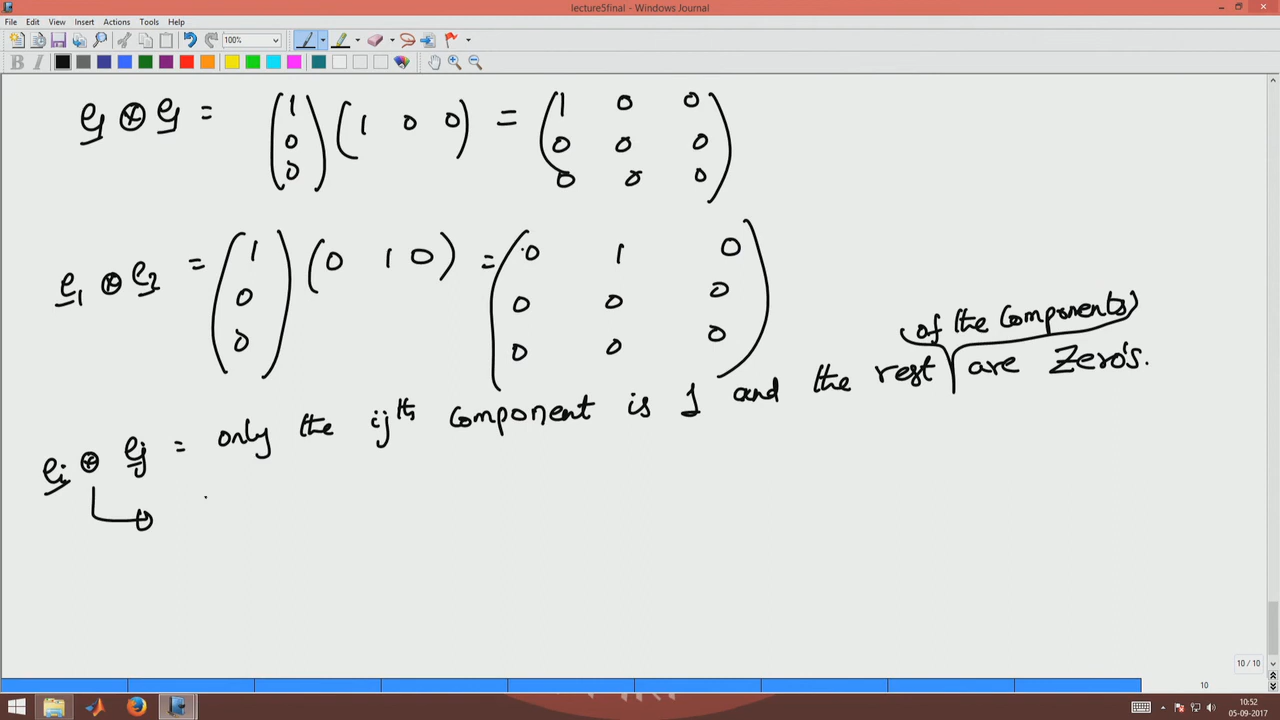 lecture5final - Windows Journal
File Edit View Insert Actions Tools Help
100%
B I
e1 ⊗ e1 = (1 0 0) (1 0 0) = (1 0 0
0 0 0
0 0 0)
e1 ⊗ e2 = (1 0 0) (0 1 0) = (0 1 0
0 0 0
0 0 0)
of the components
ei ⊗ ej = only the ijth component is 1 and the rest are zero's.
10 / 10
10
10:52
05-09-2017